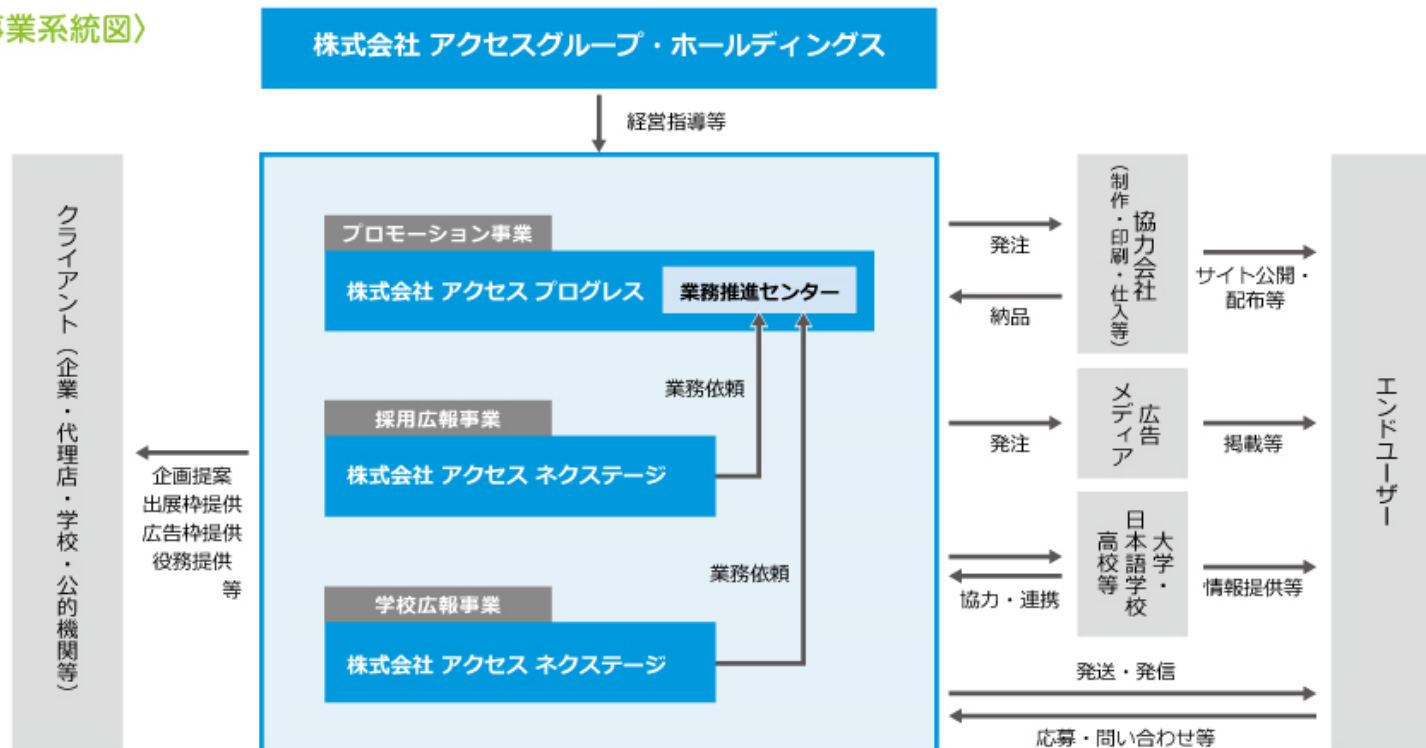 事業系統図〉
株式会社 アクセスグループ・ホールディングス
経営指導等
クライアント（企業・代理店・学校・公的機関等）
企画提案
出展枠提供
広告枠提供
役務提供
等
プロモーション事業
株式会社 アクセス プログレス
業務推進センター
業務依頼
採用広報事業
株式会社 アクセス ネクステージ
業務依頼
学校広報事業
株式会社 アクセス ネクステージ
発注
納品
協力会社
（制作・印刷・仕入等）
サイト公開・
配布等
発注
広告
メディア
掲載等
協力・連携
大学・
日本語学校
高校等
情報提供等
発送・発信
応募・問い合わせ等
エンドユーザー